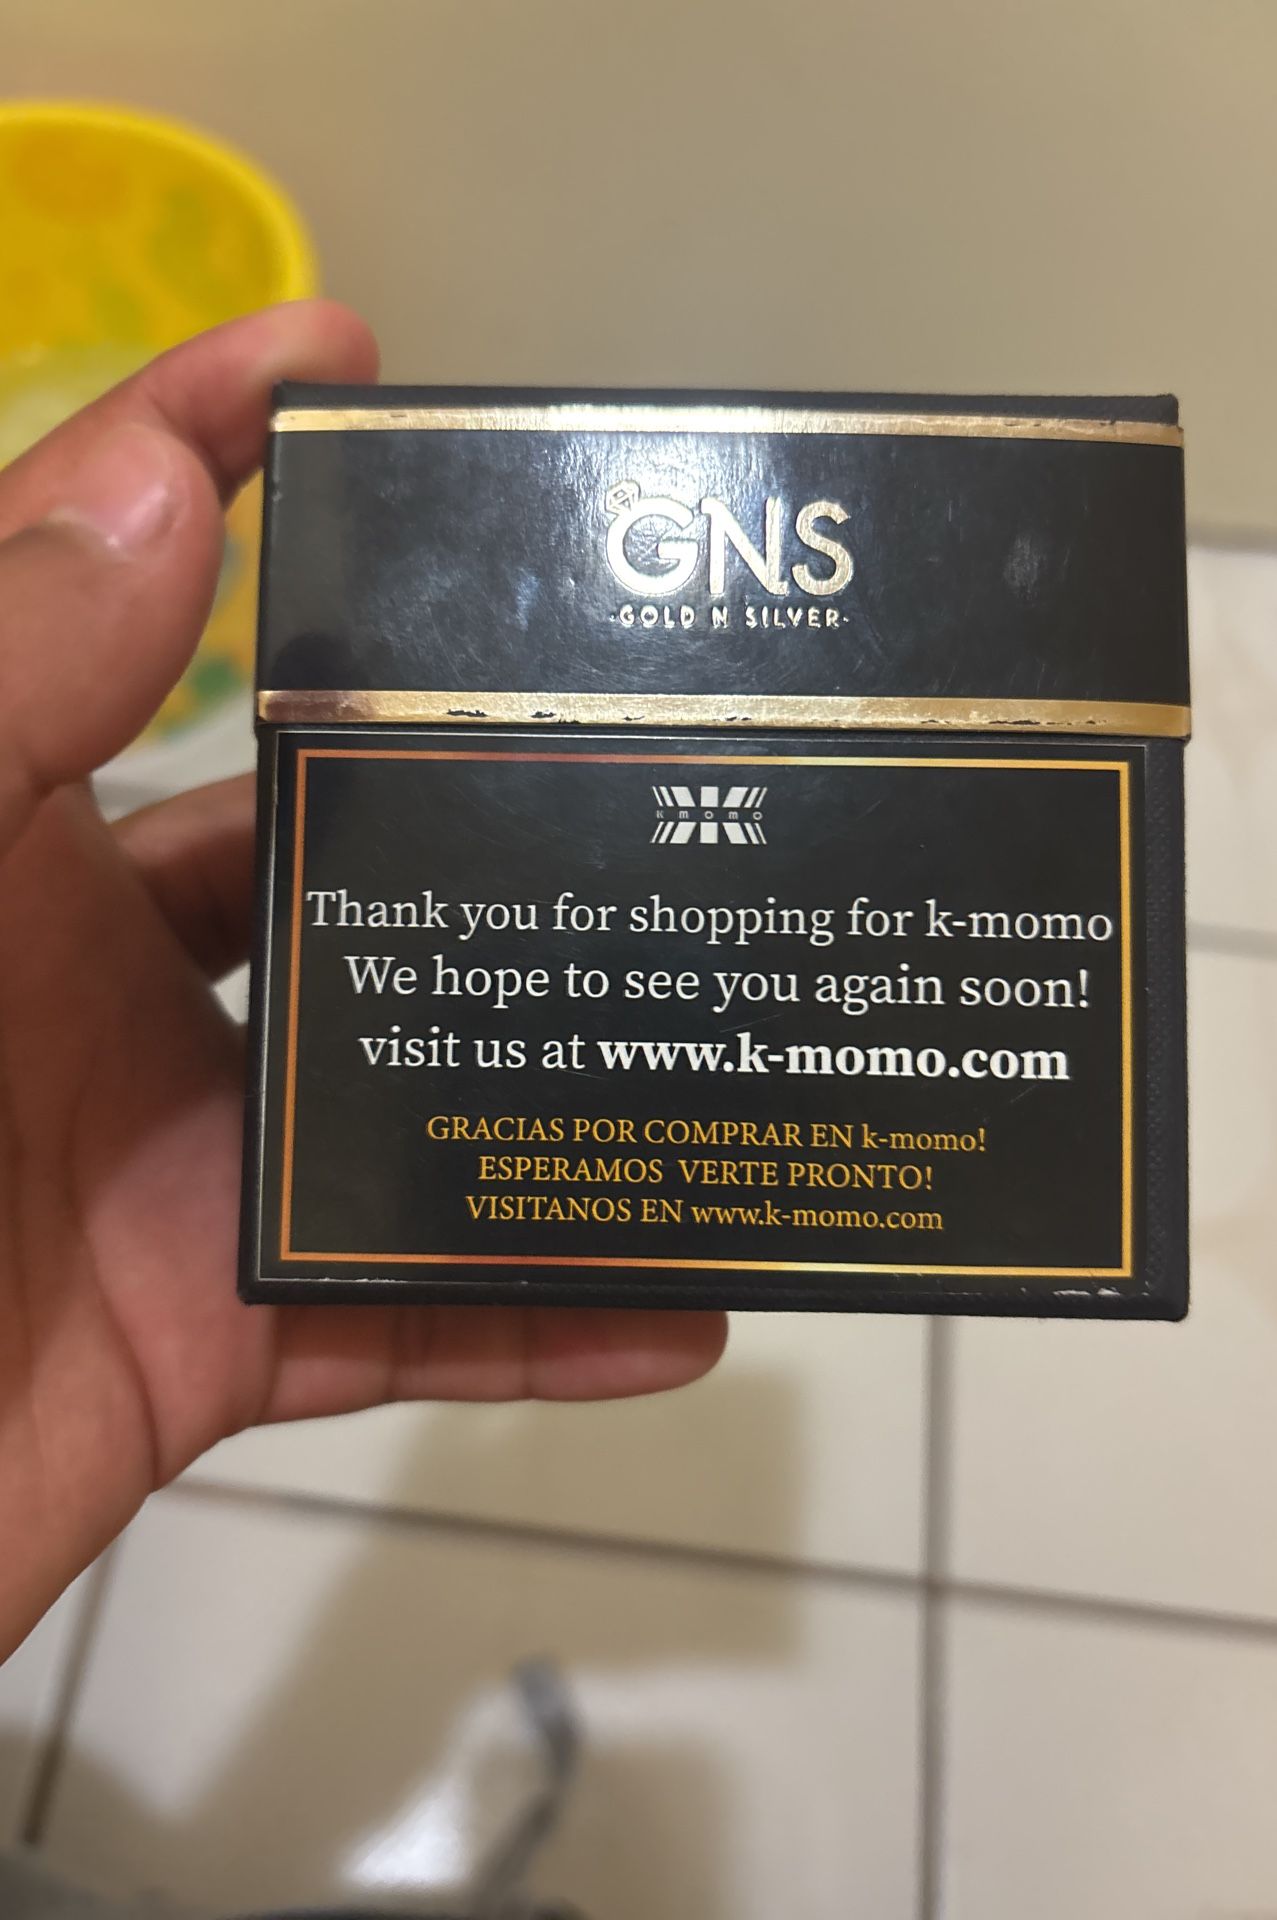 GNS
·GOLD N SILVER·
K momo
Thank you for shopping for k-momo
We hope to see you again soon!
visit us at www.k-momo.com
GRACIAS POR COMPRAR EN k-momo!
ESPERAMOS VERTE PRONTO!
VISITANOS EN www.k-momo.com